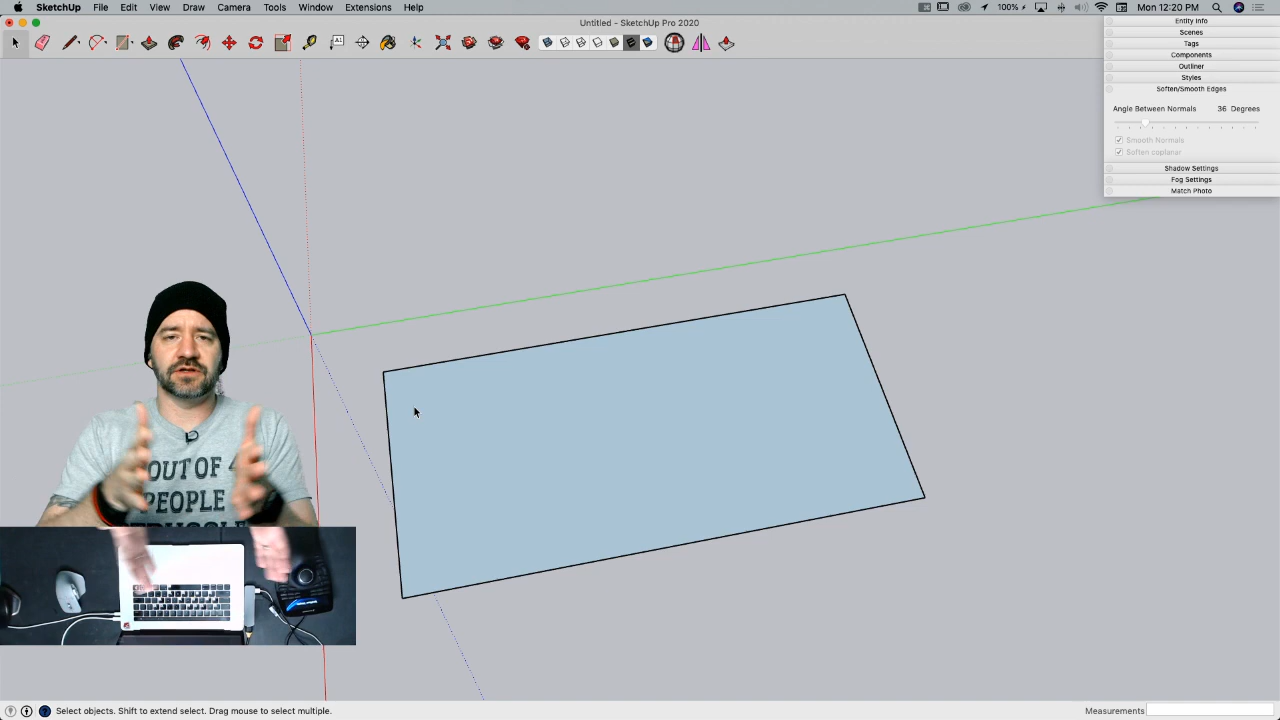 SketchUp File Edit View Draw Camera Tools Window Extensions Help 100% Mon 12:20 PM
Untitled - SketchUp Pro 2020
Entity Info
Scenes
Tags
Components
Outliner
Styles
Soften/Smooth Edges
Angle Between Normals 36 Degrees
Smooth Normals
Soften coplanar
Shadow Settings
Fog Settings
Match Photo
OUT OF 4
PEOPLE
STRUGGLE
Select objects. Shift to extend select. Drag mouse to select multiple.
Measurements